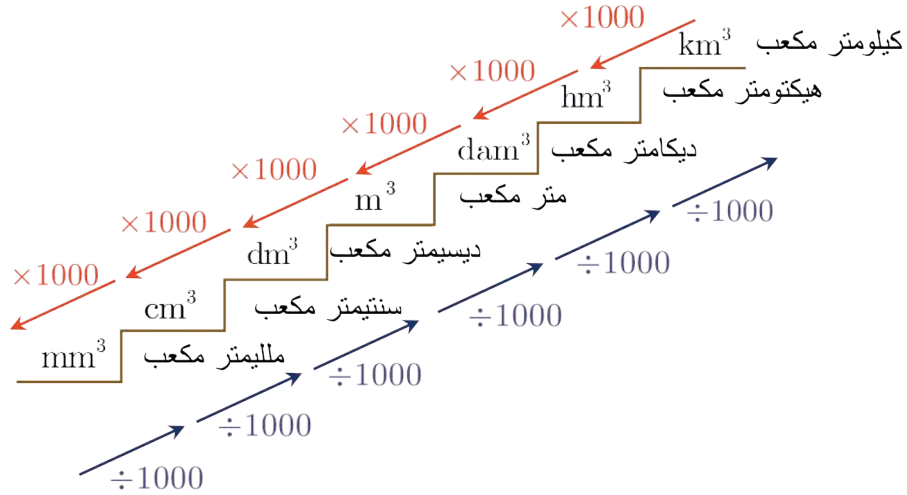 ×1000
km³ كيلومتر مكعب
×1000
hm³ هيكتومتر مكعب
×1000
dam³ ديكامتر مكعب
×1000
m³ متر مكعب
×1000
dm³ ديسيمتر مكعب
×1000
cm³ سنتيمتر مكعب
mm³ ملليمتر مكعب
÷1000
÷1000
÷1000
÷1000
÷1000
÷1000